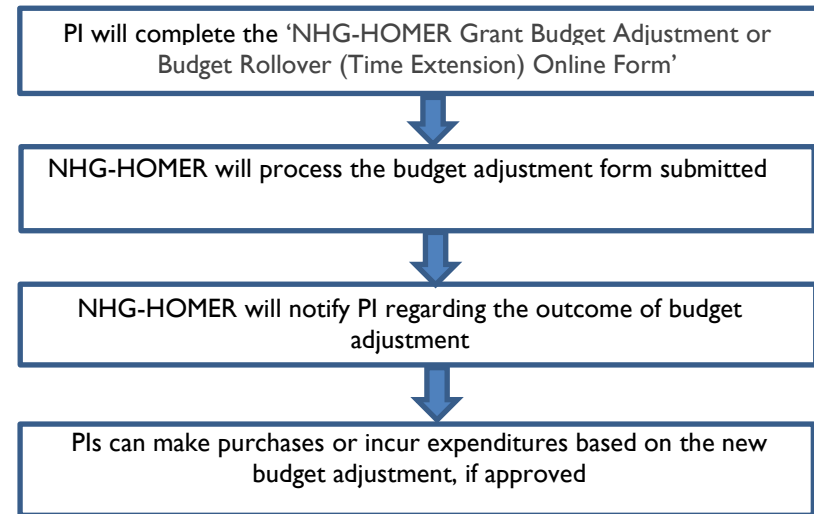 PI will complete the ‘NHG-HOMER Grant Budget Adjustment or
Budget Rollover (Time Extension) Online Form’
NHG-HOMER will process the budget adjustment form submitted
NHG-HOMER will notify PI regarding the outcome of budget
adjustment
PIs can make purchases or incur expenditures based on the new
budget adjustment, if approved